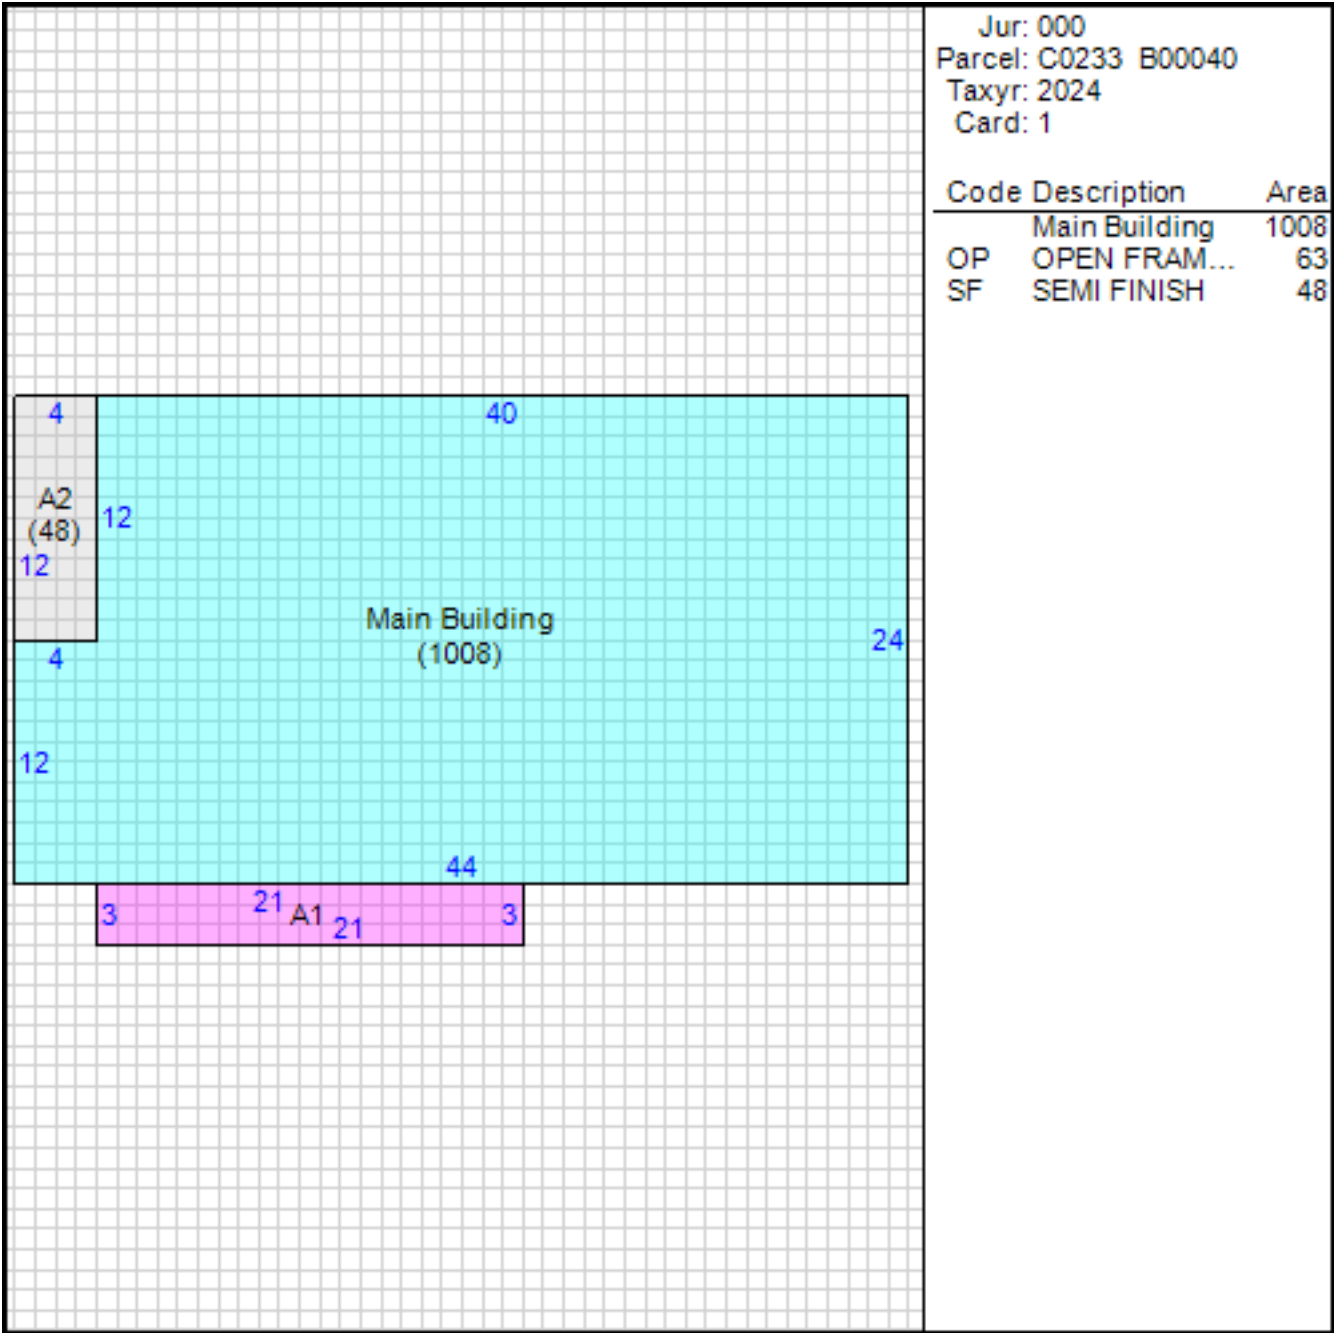 Jur: 000
Parcel: C0233 B00040
Taxyr: 2024
Card: 1
Code Description Area
Main Building 1008
OP OPEN FRAM... 63
SF SEMI FINISH 48
4
40
A2
(48)
12
12
Main Building
(1008)
24
4
12
44
3
21
A1
21
3